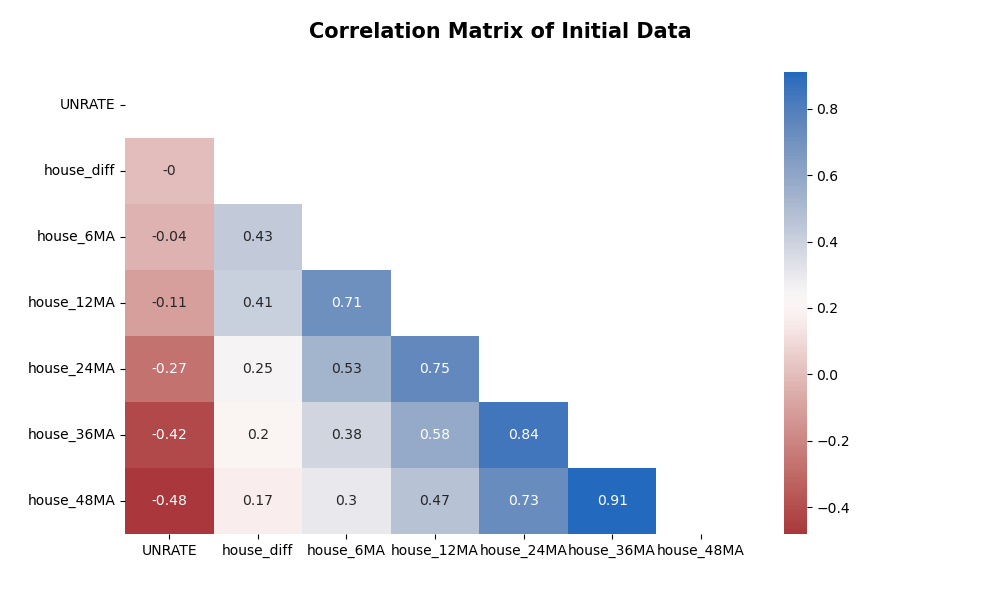 Correlation Matrix of Initial Data
UNRATE
house_diff -0
house_6MA -0.04 0.43
house_12MA -0.11 0.41 0.71
house_24MA -0.27 0.25 0.53 0.75
house_36MA -0.42 0.2 0.38 0.58 0.84
house_48MA -0.48 0.17 0.3 0.47 0.73 0.91
UNRATE house_diff house_6MA house_12MA house_24MA house_36MA house_48MA
0.8
0.6
0.4
0.2
0.0
−0.2
−0.4